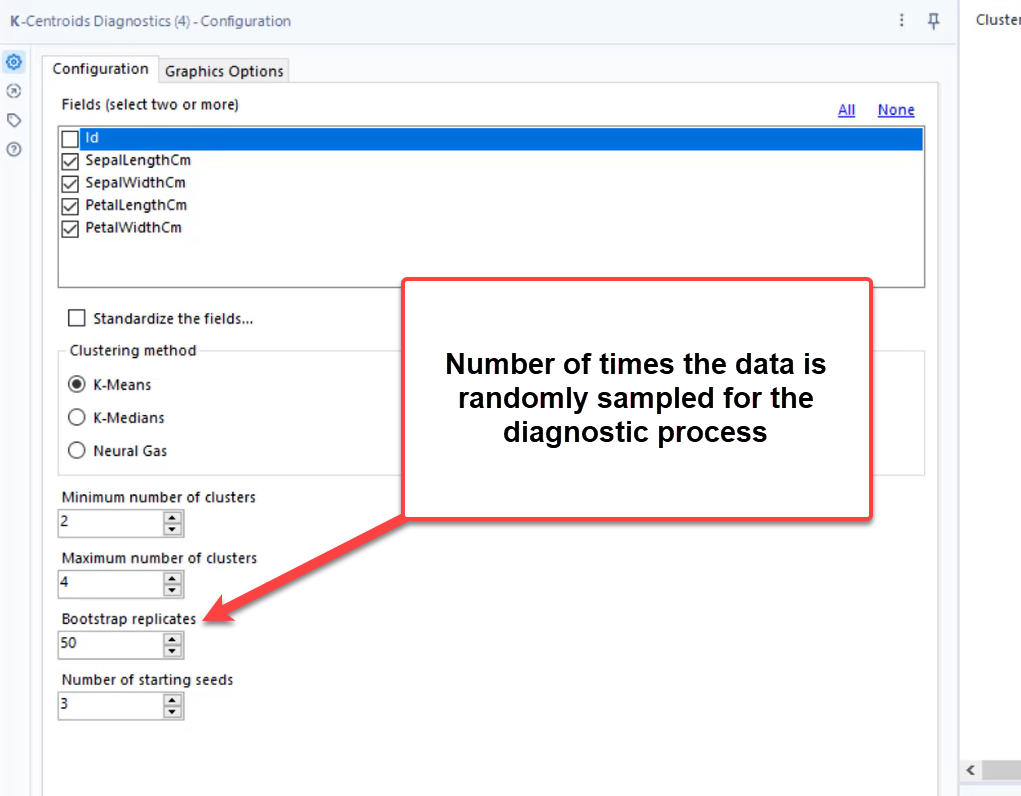 K-Centroids Diagnostics (4) - Configuration
Cluster
Configuration
Graphics Options
Fields (select two or more)
All
None
Id
SepalLengthCm
SepalWidthCm
PetalLengthCm
PetalWidthCm
Standardize the fields...
Clustering method
K-Means
K-Medians
Neural Gas
Number of times the data is
randomly sampled for the
diagnostic process
Minimum number of clusters
2
Maximum number of clusters
4
Bootstrap replicates
50
Number of starting seeds
3